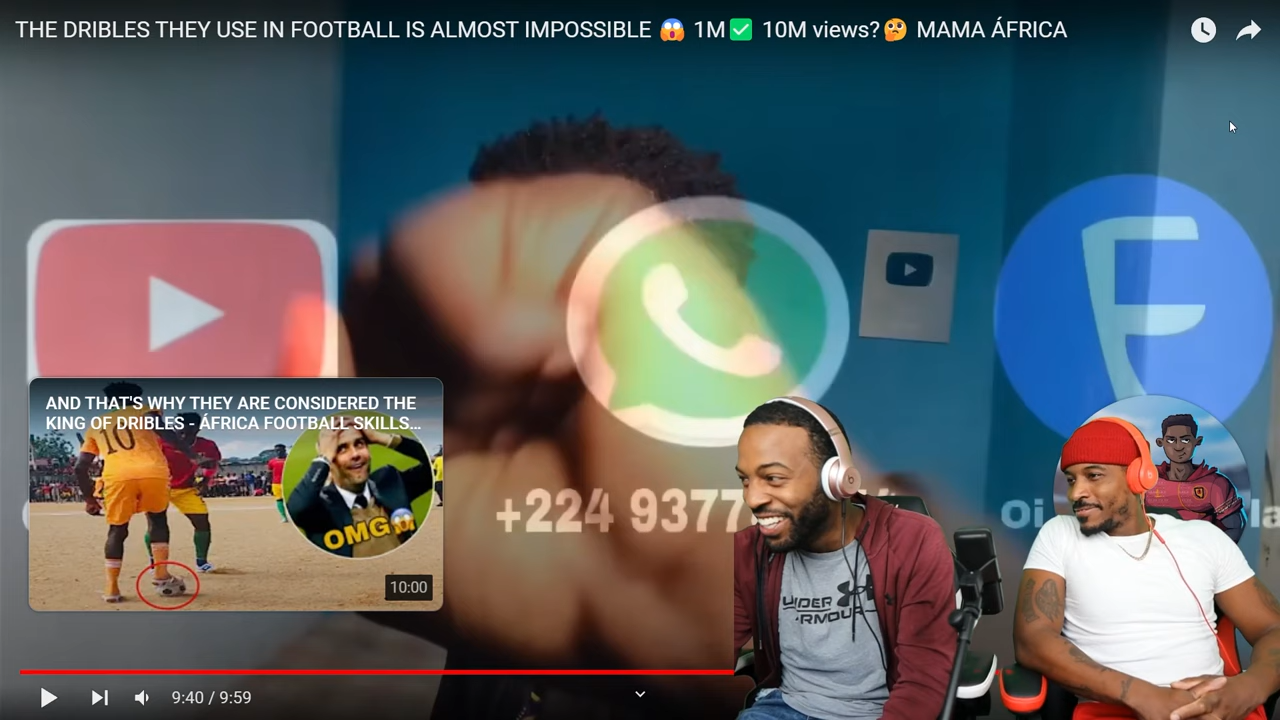 THE DRIBLES THEY USE IN FOOTBALL IS ALMOST IMPOSSIBLE 😱 1M✅ 10M views?🤔 MAMA ÁFRICA
F
AND THAT'S WHY THEY ARE CONSIDERED THE
KING OF DRIBLES - ÁFRICA FOOTBALL SKILLS...
10
OMG
10:00
+224 9377
Oi
la
UNDER
ARMOUR
9:40 / 9:59